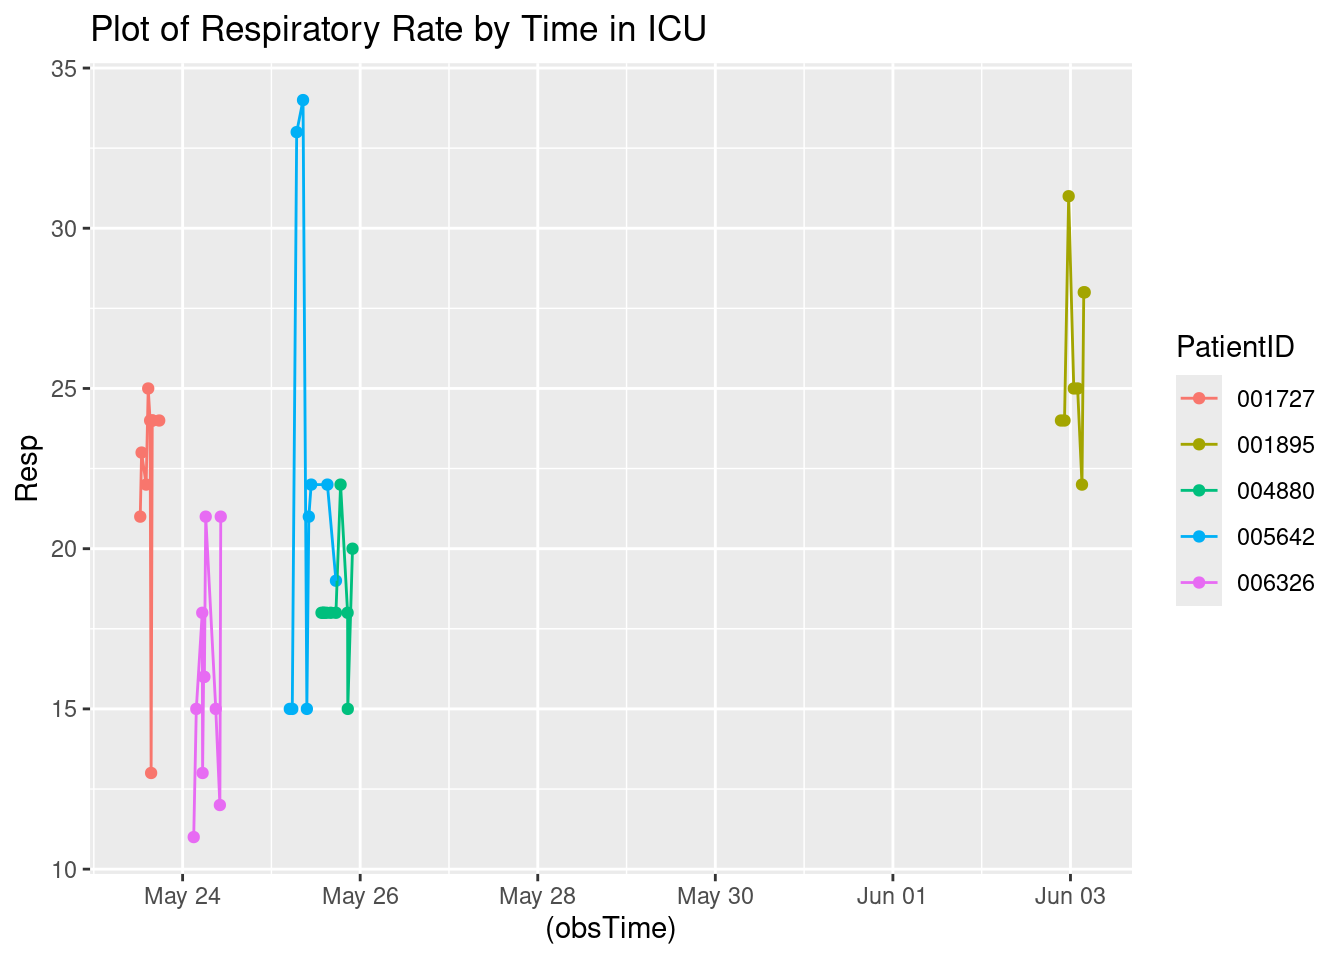 Plot of Respiratory Rate by Time in ICU
35
30
25
20
15
10
Resp
May 24
May 26
May 28
May 30
Jun 01
Jun 03
(obsTime)
PatientID
001727
001895
004880
005642
006326